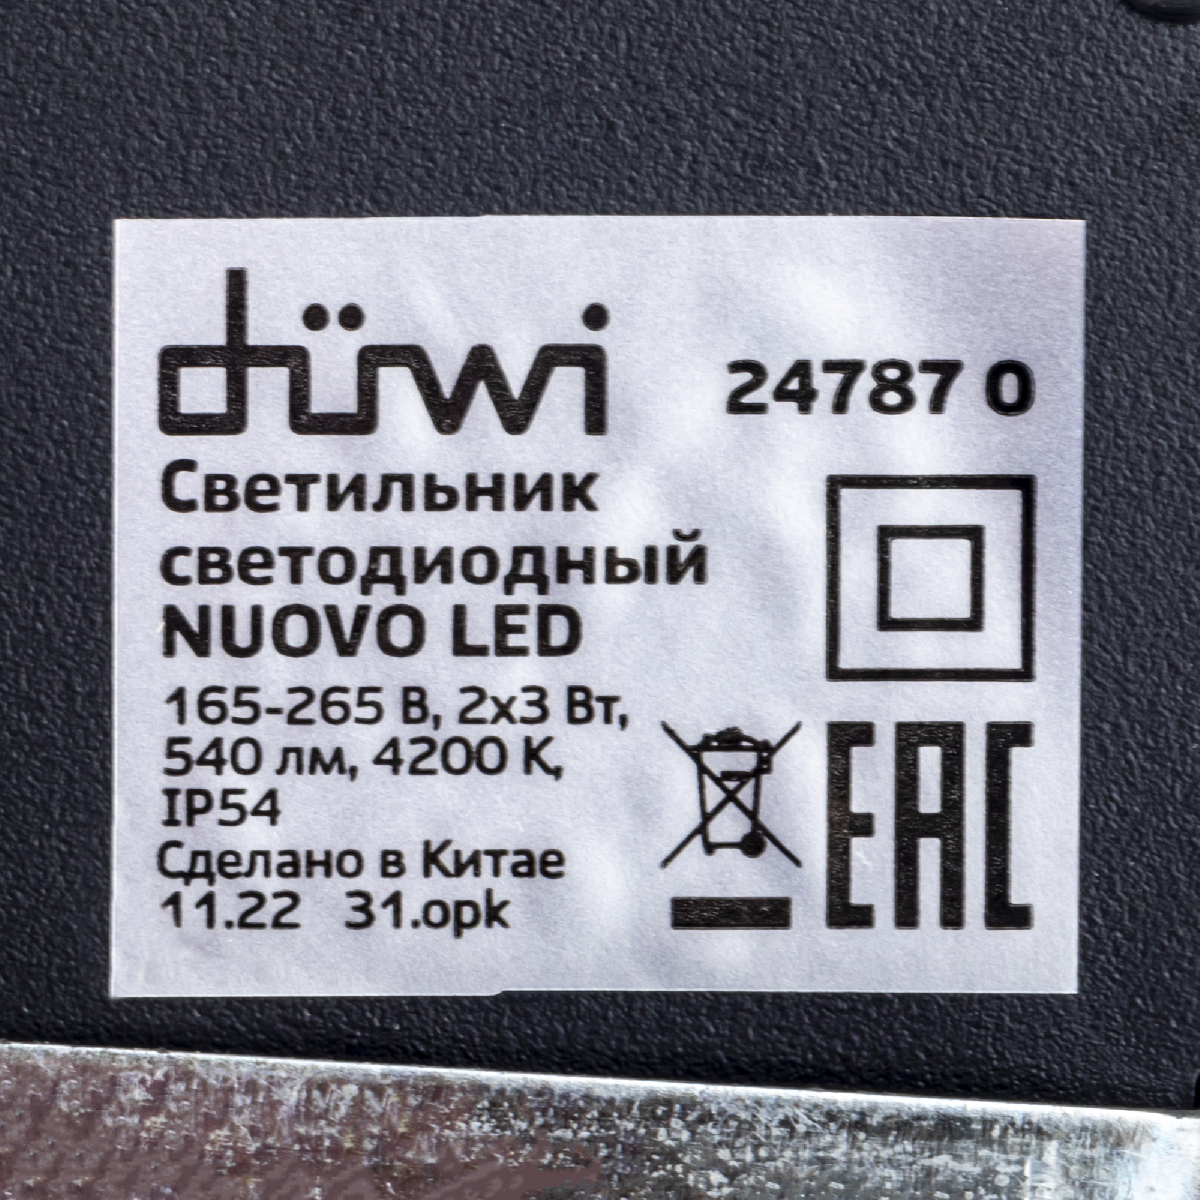 düwi
24787 0
Светильник
светодиодный
NUOVO LED
165-265 В, 2х3 Вт,
540 лм, 4200 К,
IP54
Сделано в Китае
11.22 31.opk
EAC